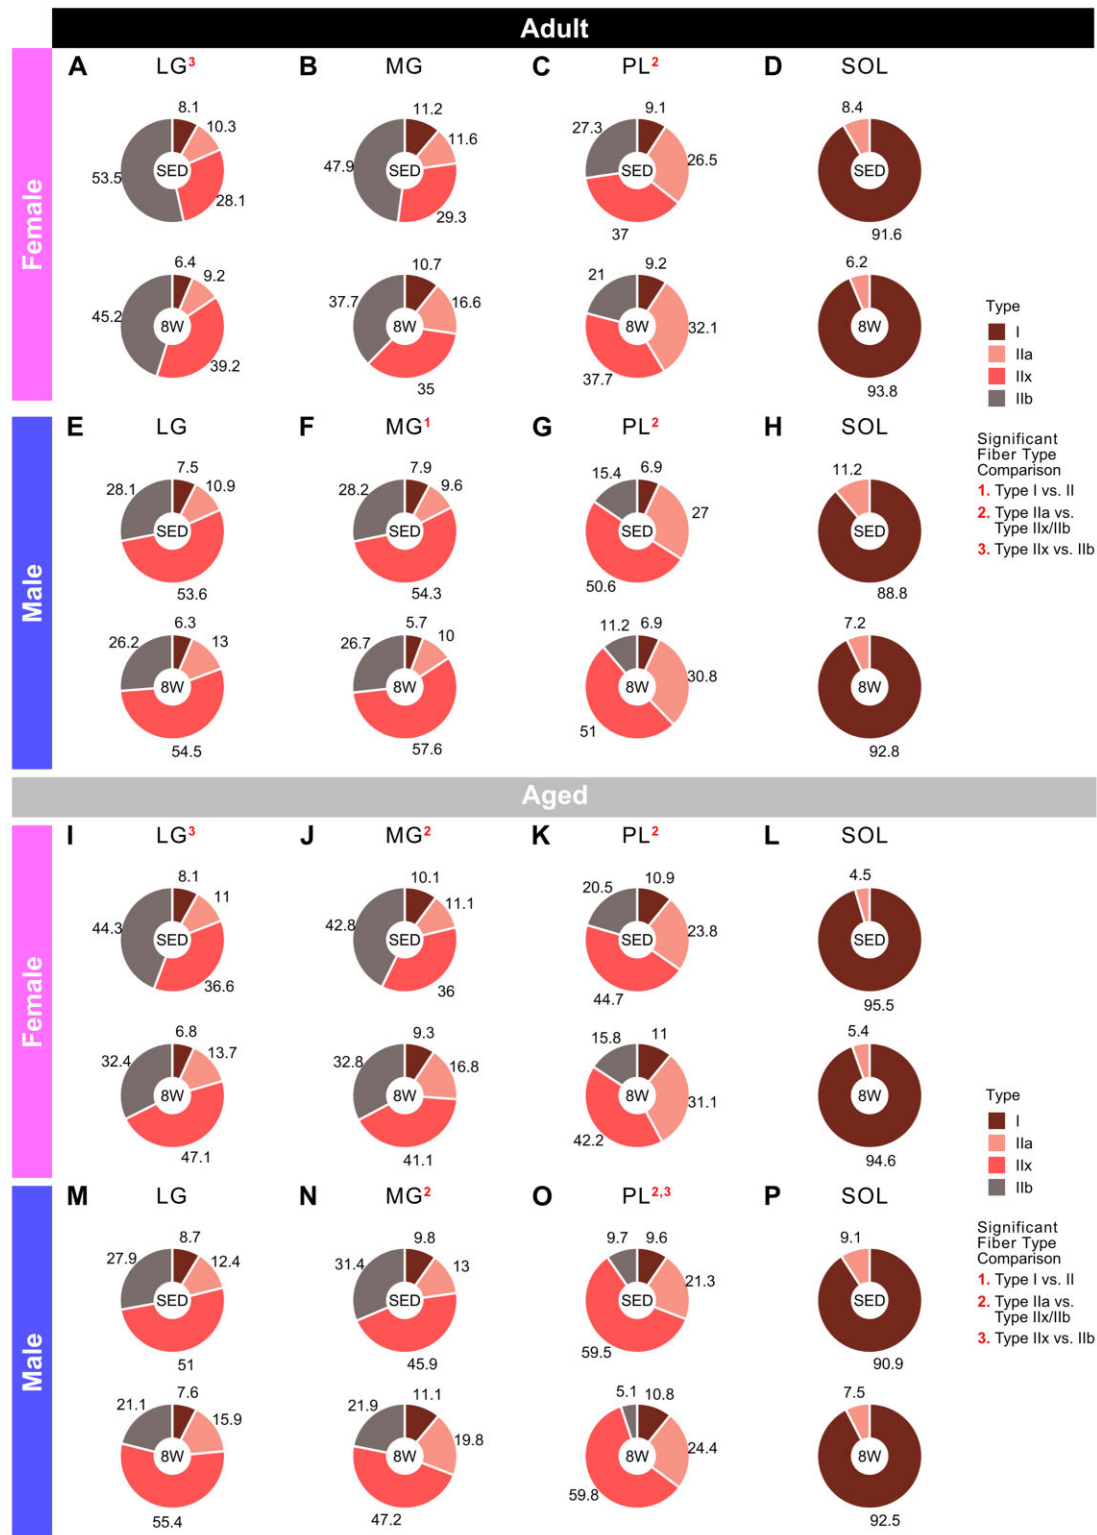 Adult
Female
A LG3
B MG
C PL2
D SOL
8.1
10.3
28.1
53.5
SED
11.2
11.6
29.3
47.9
SED
9.1
26.5
37
27.3
SED
8.4
91.6
SED
6.4
9.2
39.2
45.2
8W
10.7
16.6
35
37.7
8W
9.2
32.1
37.7
21
8W
6.2
93.8
8W
Type
I
IIa
IIx
IIb
Male
E LG
F MG1
G PL2
H SOL
7.5
10.9
53.6
28.1
SED
7.9
9.6
54.3
28.2
SED
6.9
27
50.6
15.4
SED
11.2
88.8
SED
6.3
13
54.5
26.2
8W
5.7
10
57.6
26.7
8W
6.9
30.8
51
11.2
8W
7.2
92.8
8W
Significant
Fiber Type
Comparison
1. Type I vs. II
2. Type IIa vs.
Type IIx/IIb
3. Type IIx vs. IIb
Aged
Female
I LG3
J MG2
K PL2
L SOL
8.1
11
36.6
44.3
SED
10.1
11.1
36
42.8
SED
10.9
23.8
44.7
20.5
SED
4.5
95.5
SED
6.8
13.7
47.1
32.4
8W
9.3
16.8
41.1
32.8
8W
11
31.1
42.2
15.8
8W
5.4
94.6
8W
Type
I
IIa
IIx
IIb
Male
M LG
N MG2
O PL2,3
P SOL
8.7
12.4
51
27.9
SED
9.8
13
45.9
31.4
SED
9.6
21.3
59.5
9.7
SED
9.1
90.9
SED
7.6
15.9
55.4
21.1
8W
11.1
19.8
47.2
21.9
8W
10.8
24.4
59.8
5.1
8W
7.5
92.5
8W
Significant
Fiber Type
Comparison
1. Type I vs. II
2. Type IIa vs.
Type IIx/IIb
3. Type IIx vs. IIb